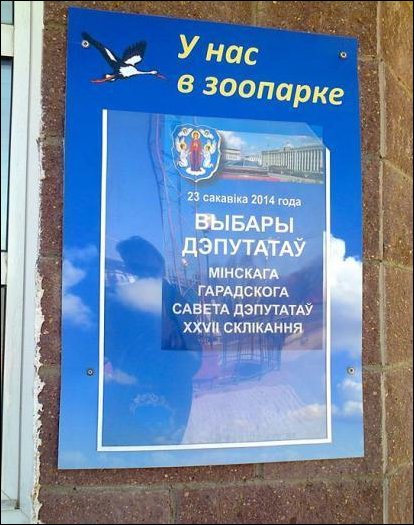 У нас
в зоопарке
23 сакавіка 2014 года
ВЫБАРЫ
ДЭПУТАТАЎ
МІНСКАГА
ГАРАДСКОГА
САВЕТА ДЭПУТАТАЎ
XXVII СКЛІКАННЯ